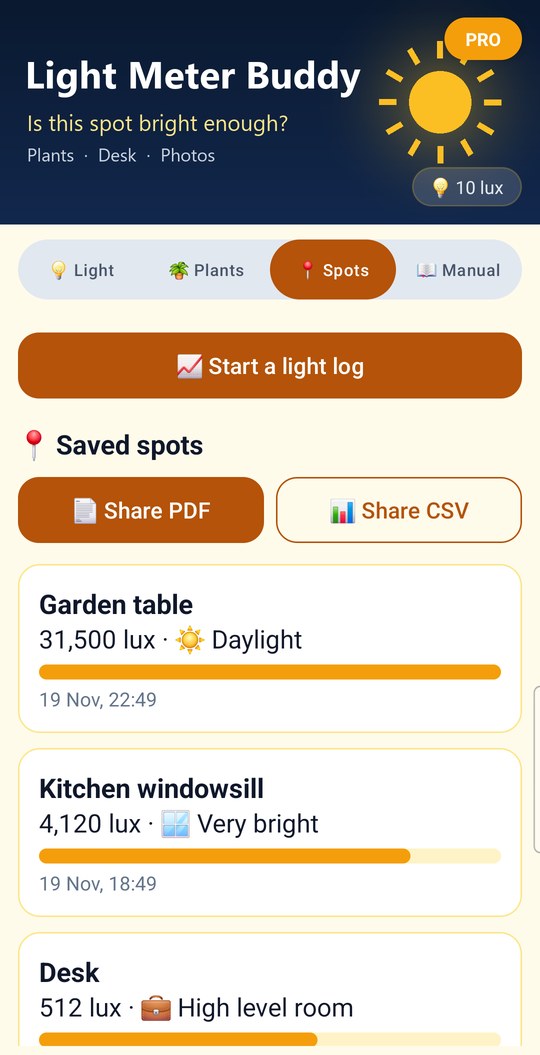 PRO
Light Meter Buddy
Is this spot bright enough?
Plants · Desk · Photos
💡 10 lux
💡 Light
🪴 Plants
📍 Spots
📖 Manual
📈 Start a light log
📍 Saved spots
📄 Share PDF
📊 Share CSV
Garden table
31,500 lux · ☀️ Daylight
19 Nov, 22:49
Kitchen windowsill
4,120 lux · 🪟 Very bright
19 Nov, 18:49
Desk
512 lux · 💼 High level room